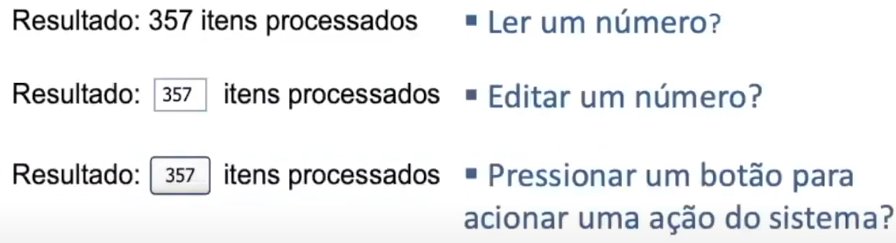 Resultado: 357 itens processados ▪ Ler um número?
Resultado: 357 itens processados ▪ Editar um número?
Resultado: 357 itens processados ▪ Pressionar um botão para
acionar uma ação do sistema?